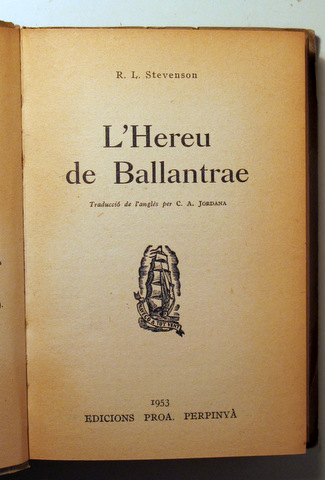 R. L. Stevenson
L'Hereu
de Ballantrae
Traducció de l'anglès per C. A. JORDANA
1953
EDICIONS PROA. PERPINYÀ